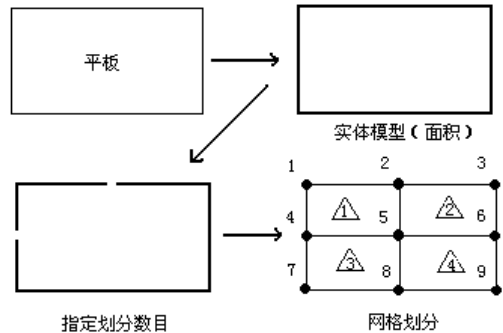 平板
实体模型（面积）
1 2 3
4 1 5 2 6
7 3 8 4 9
指定划分数目
网格划分